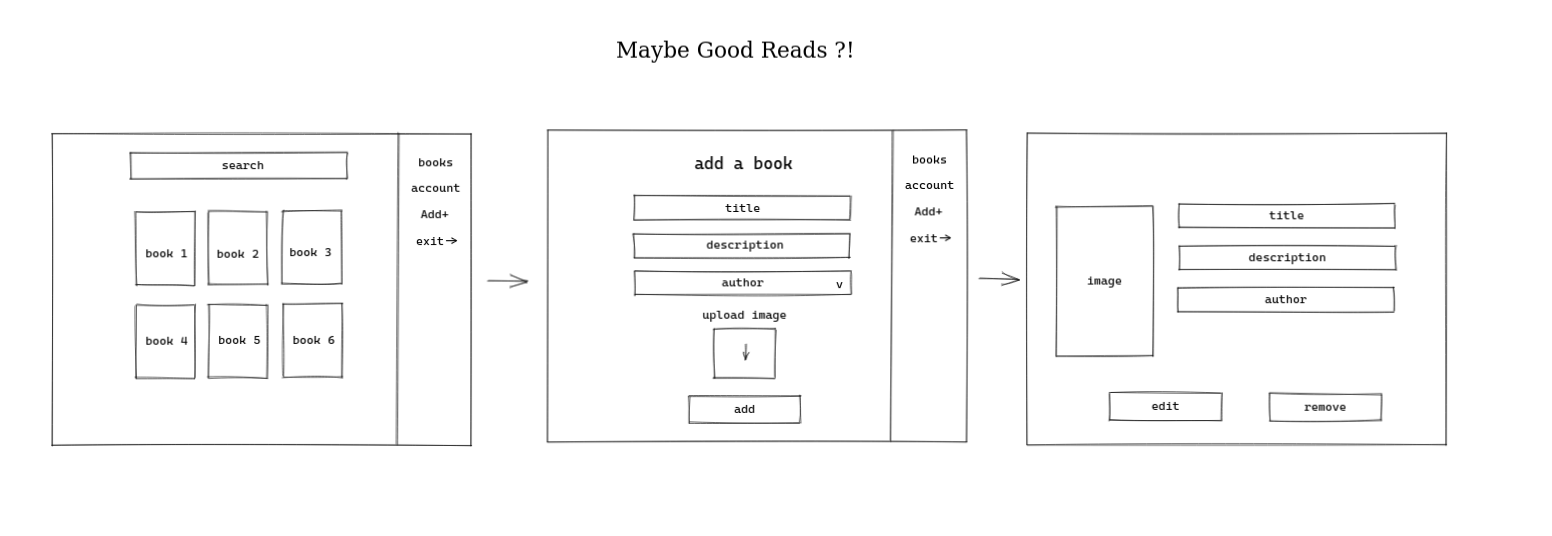 Maybe Good Reads ?!
search
book 1
book 2
book 3
book 4
book 5
book 6
books
account
Add+
exit→
add a book
title
description
author v
upload image
add
books
account
Add+
exit→
image
title
description
author
edit
remove